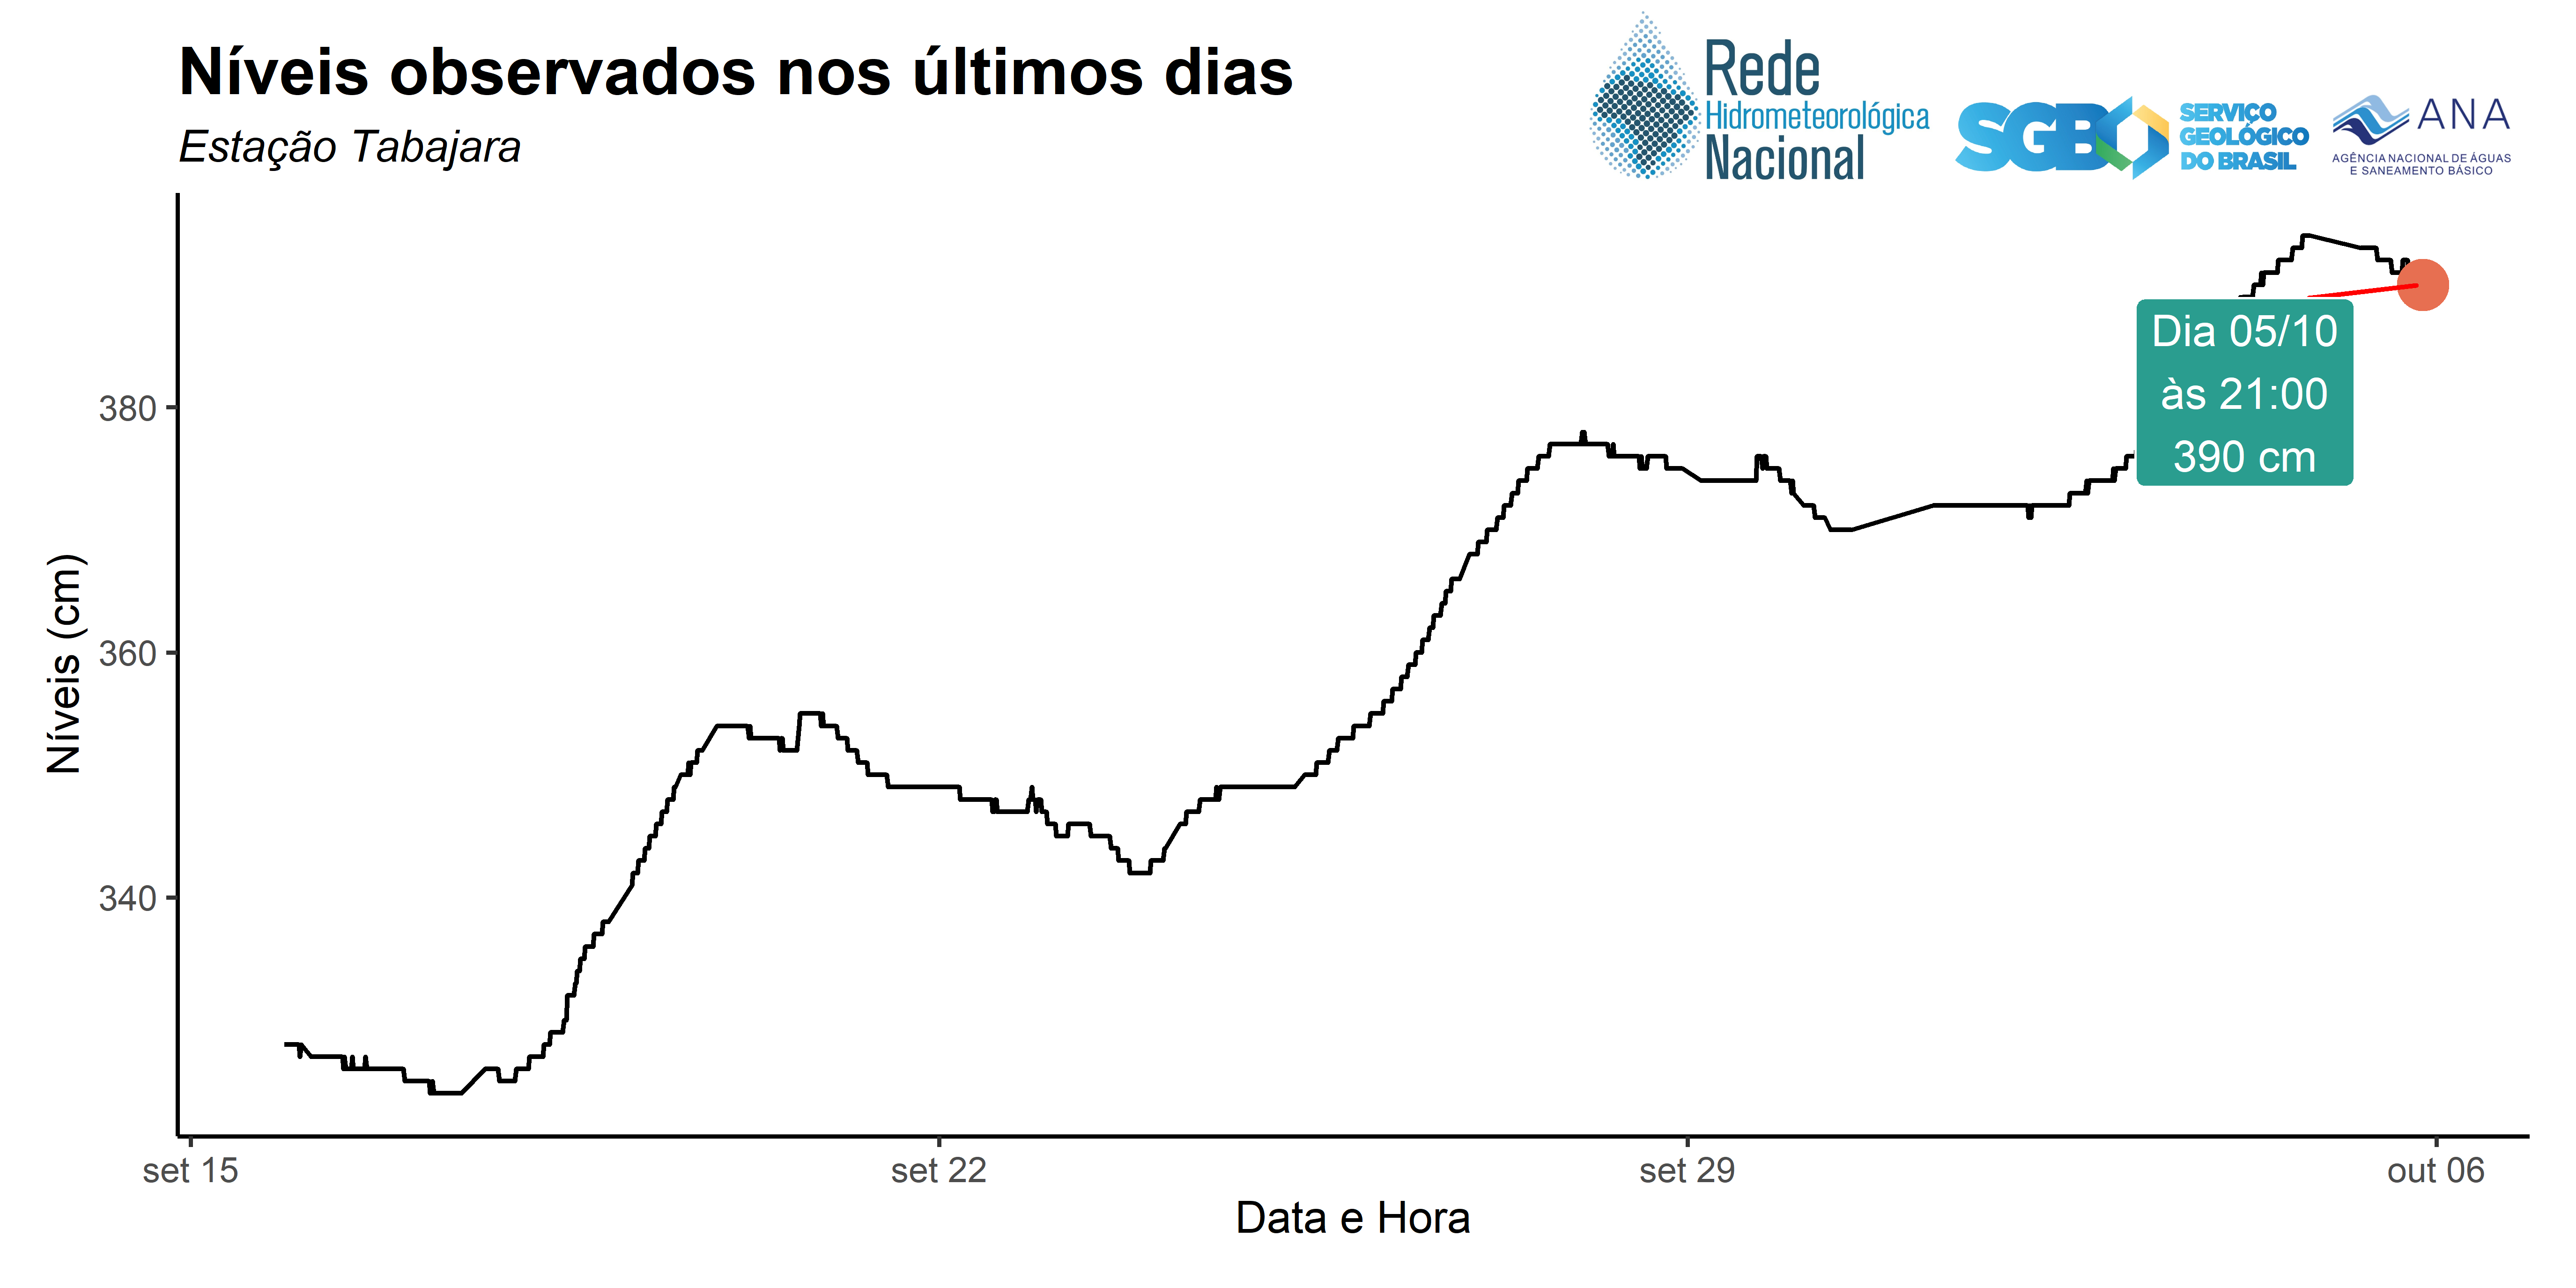 Níveis observados nos últimos dias
Estação Tabajara
Rede
Hidrometeorológica
Nacional
SGB
SERVIÇO
GEOLÓGICO
DO BRASIL
ANA
AGÊNCIA NACIONAL DE ÁGUAS
E SANEAMENTO BÁSICO
Níveis (cm)
380
360
340
Dia 05/10
às 21:00
390 cm
set 15
set 22
set 29
out 06
Data e Hora